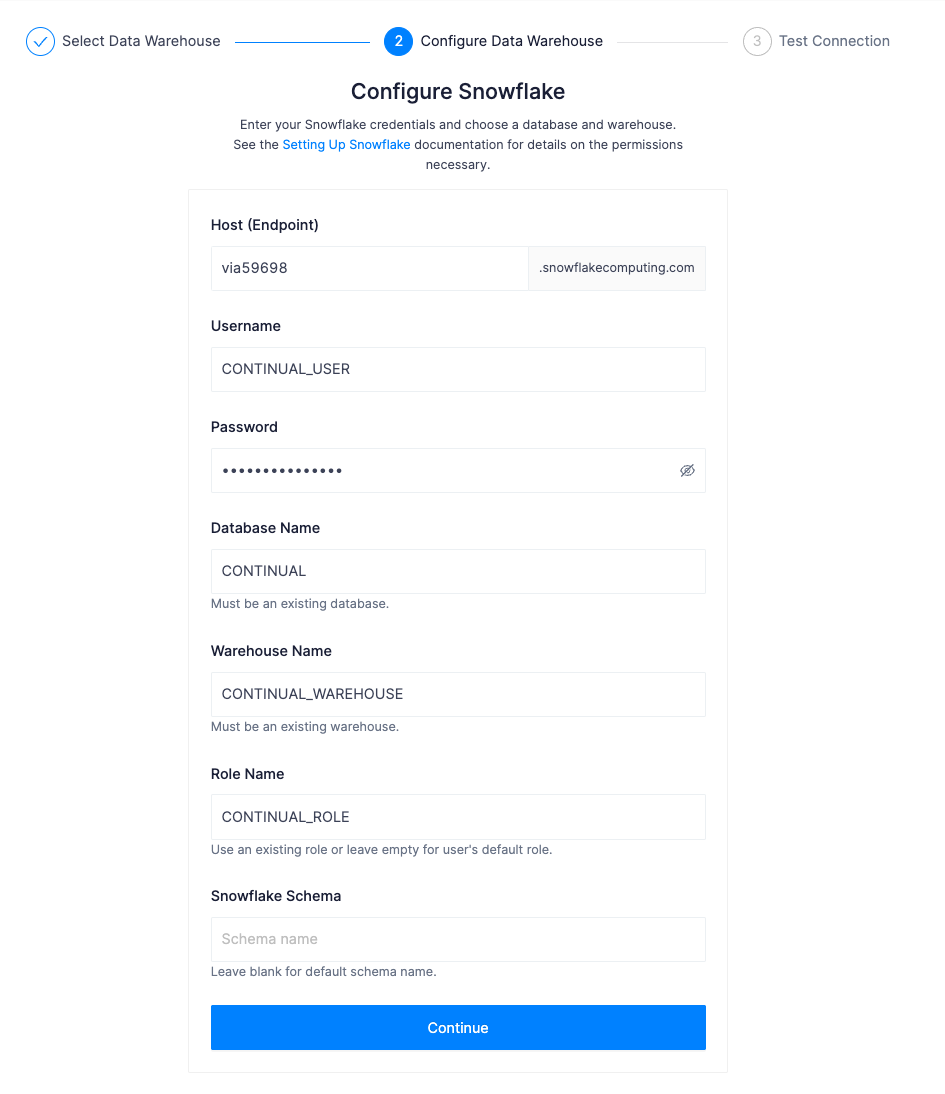 Select Data Warehouse
2 Configure Data Warehouse
3 Test Connection
Configure Snowflake
Enter your Snowflake credentials and choose a database and warehouse.
See the Setting Up Snowflake documentation for details on the permissions
necessary.
Host (Endpoint)
via59698 .snowflakecomputing.com
Username
CONTINUAL_USER
Password
•••••••••••••••
Database Name
CONTINUAL
Must be an existing database.
Warehouse Name
CONTINUAL_WAREHOUSE
Must be an existing warehouse.
Role Name
CONTINUAL_ROLE
Use an existing role or leave empty for user's default role.
Snowflake Schema
Schema name
Leave blank for default schema name.
Continue